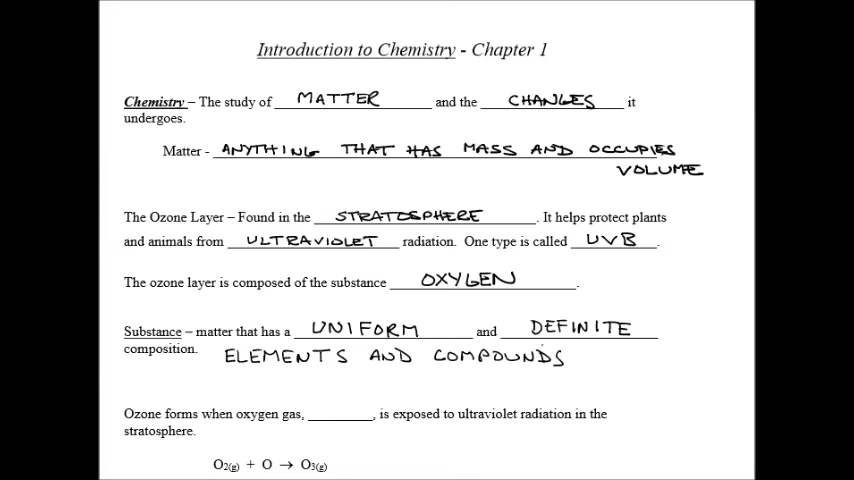 Introduction to Chemistry - Chapter 1
Chemistry – The study of MATTER and the CHANGES it
undergoes.
Matter - ANYTHING THAT HAS MASS AND OCCUPIES
VOLUME
The Ozone Layer – Found in the STRATOSPHERE. It helps protect plants
and animals from ULTRAVIOLET radiation. One type is called UVB.
The ozone layer is composed of the substance OXYGEN.
Substance – matter that has a UNIFORM and DEFINITE
composition. ELEMENTS AND COMPOUNDS
Ozone forms when oxygen gas, ________, is exposed to ultraviolet radiation in the
stratosphere.
O2(g) + O → O3(g)